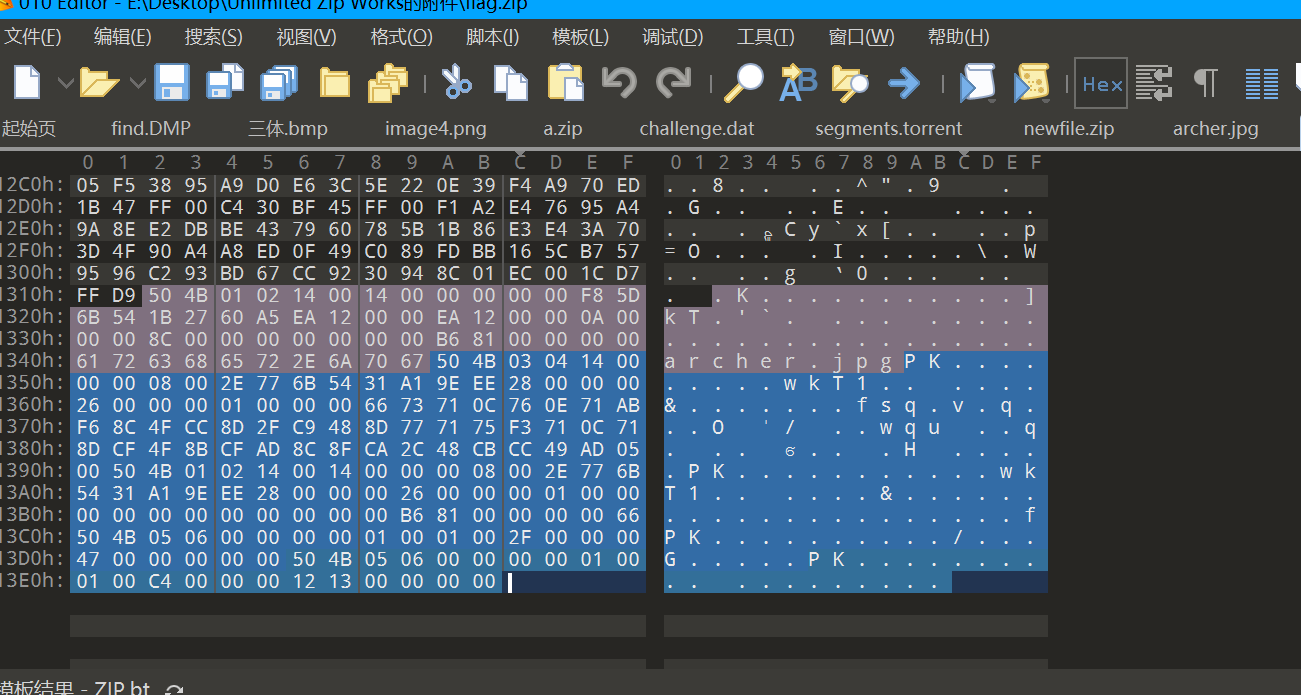 010 Editor - E:\Desktop\Unlimited Zip Works的附件\flag.zip
文件(F) 编辑(E) 搜索(S) 视图(V) 格式(O) 脚本(I) 模板(L) 调试(D) 工具(T) 窗口(W) 帮助(H)
Hex
起始页 find.DMP 三体.bmp image4.png a.zip challenge.dat segments.torrent newfile.zip archer.jpg
0 1 2 3 4 5 6 7 8 9 A B C D E F 0 1 2 3 4 5 6 7 8 9 A B C D E F
12C0h: 05 F5 38 95 A9 D0 E6 3C 5E 22 0E 39 F4 A9 70 ED . . 8 . . . . ^ " . 9 .
12D0h: 1B 47 FF 00 C4 30 BF 45 FF 00 F1 A2 E4 76 95 A4 . G . . . E . . . . . .
12E0h: 9A 8E E2 DB BE 43 79 60 78 5B 1B 86 E3 E4 3A 70 . . . C y ` x [ . . . . p
12F0h: 3D 4F 90 A4 A8 ED 0F 49 C0 89 FD BB 16 5C B7 57 = O . . . . I . . . . . \ . W
1300h: 95 96 C2 93 BD 67 CC 92 30 94 8C 01 EC 00 1C D7 . . . . g ` 0 . . . . . .
1310h: FF D9 50 4B 01 02 14 00 14 00 00 00 00 00 F8 5D . . K . . . . . . . . . . . ]
1320h: 6B 54 1B 27 60 A5 EA 12 00 00 EA 12 00 00 0A 00 k T . ' ` . . . . . . . . . .
1330h: 00 00 8C 00 00 00 00 00 00 00 B6 81 00 00 00 00 . . . . . . . . . . . . . . .
1340h: 61 72 63 68 65 72 2E 6A 70 67 50 4B 03 04 14 00 a r c h e r . j p g P K . . . .
1350h: 00 00 08 00 2E 77 6B 54 31 A1 9E EE 28 00 00 00 . . . . . w k T 1 . . . . . .
1360h: 26 00 00 00 01 00 00 00 66 73 71 0C 76 0E 71 AB & . . . . . . . f s q . v . q .
1370h: F6 8C 4F CC 8D 2F C9 48 8D 77 71 75 F3 71 0C 71 . . O ' / . . w q u . . q
1380h: 8D CF 4F 8B CF AD 8C 8F CA 2C 48 CB CC 49 AD 05 . . . . . H . . . . .
1390h: 00 50 4B 01 02 14 00 14 00 00 00 08 00 2E 77 6B . P K . . . . . . . . . . . w k
13A0h: 54 31 A1 9E EE 28 00 00 00 26 00 00 00 01 00 00 T 1 . . . . . . . & . . . . . .
13B0h: 00 00 00 00 00 00 00 00 00 B6 81 00 00 00 00 66 . . . . . . . . . . . . . . . f
13C0h: 50 4B 05 06 00 00 00 00 01 00 01 00 2F 00 00 00 P K . . . . . . . . . . / . . .
13D0h: 47 00 00 00 00 00 50 4B 05 06 00 00 00 00 01 00 G . . . . . P K . . . . . . . .
13E0h: 01 00 C4 00 00 00 12 13 00 00 00 00 . . . . . . . . . . . .
模板结果 - ZIP.bt